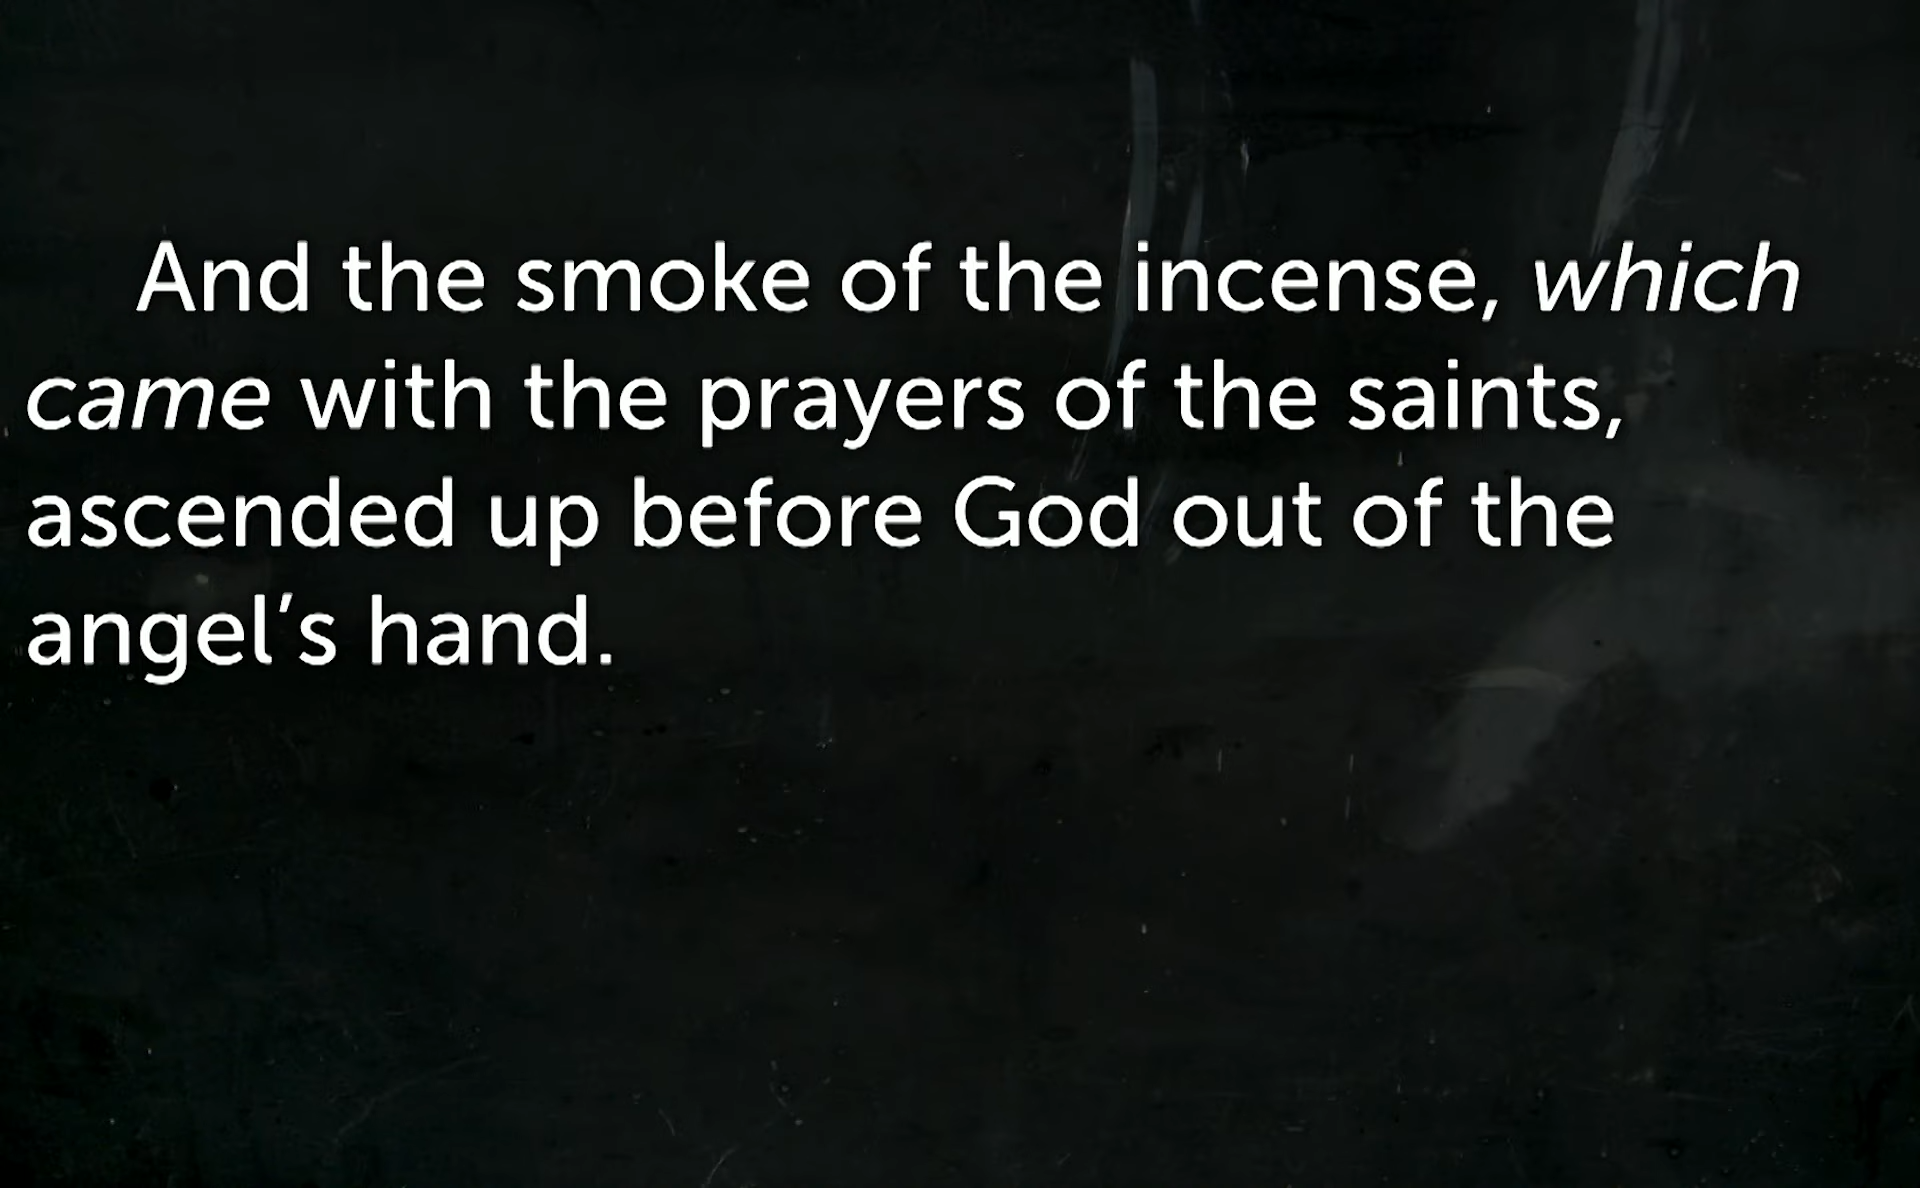 And the smoke of the incense, which
came with the prayers of the saints,
ascended up before God out of the
angel’s hand.